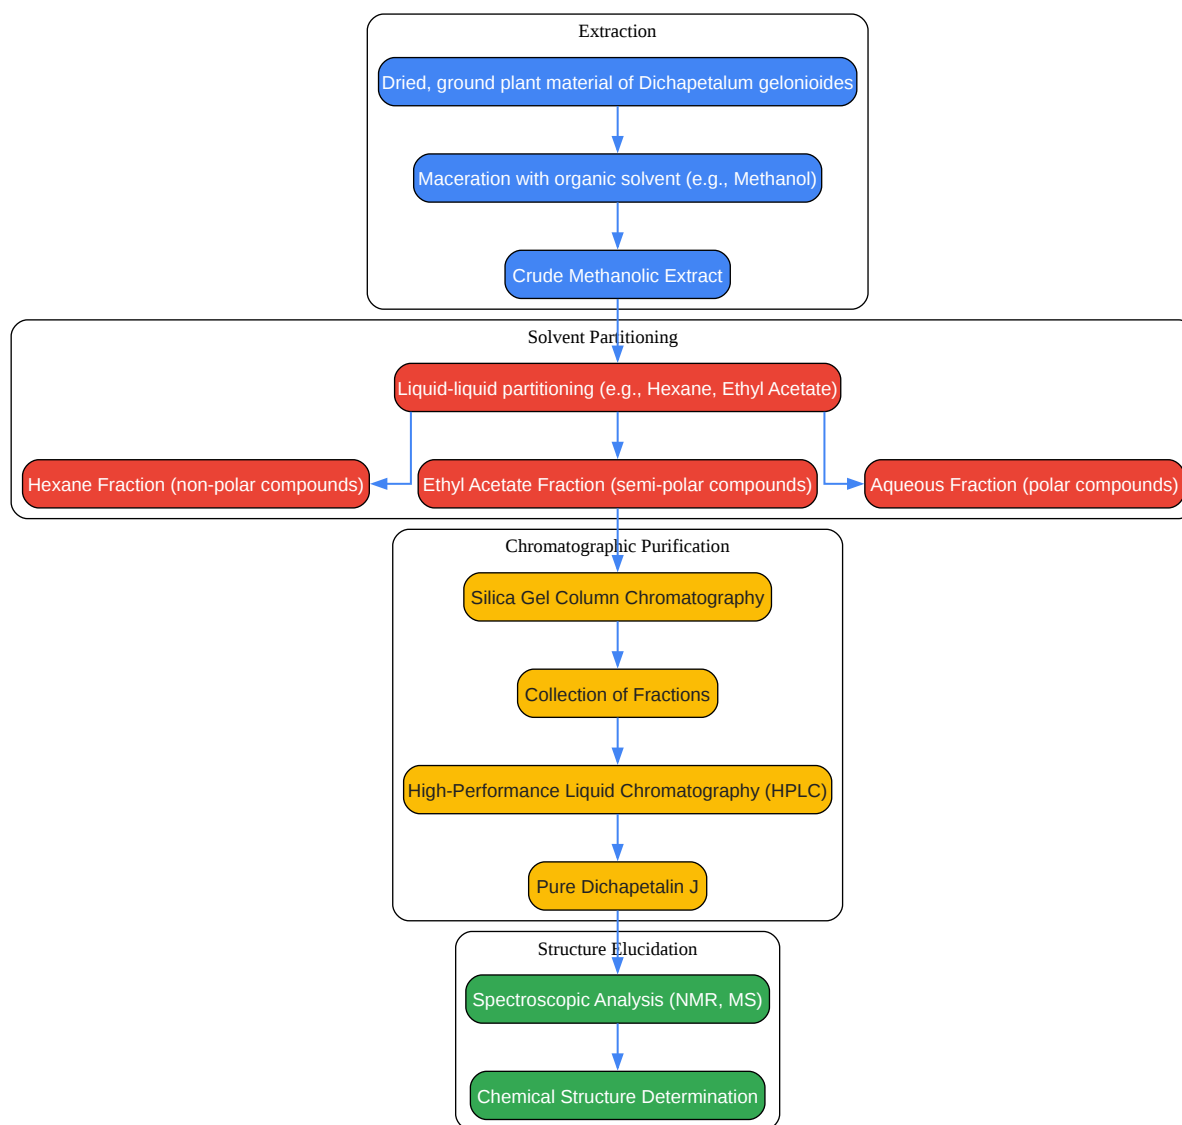 Extraction
Dried, ground plant material of Dichapetalum gelonioides
Maceration with organic solvent (e.g., Methanol)
Crude Methanolic Extract
Solvent Partitioning
Liquid-liquid partitioning (e.g., Hexane, Ethyl Acetate)
Hexane Fraction (non-polar compounds)
Ethyl Acetate Fraction (semi-polar compounds)
Aqueous Fraction (polar compounds)
Chromatographic Purification
Silica Gel Column Chromatography
Collection of Fractions
High-Performance Liquid Chromatography (HPLC)
Pure Dichapetalin J
Structure Elucidation
Spectroscopic Analysis (NMR, MS)
Chemical Structure Determination